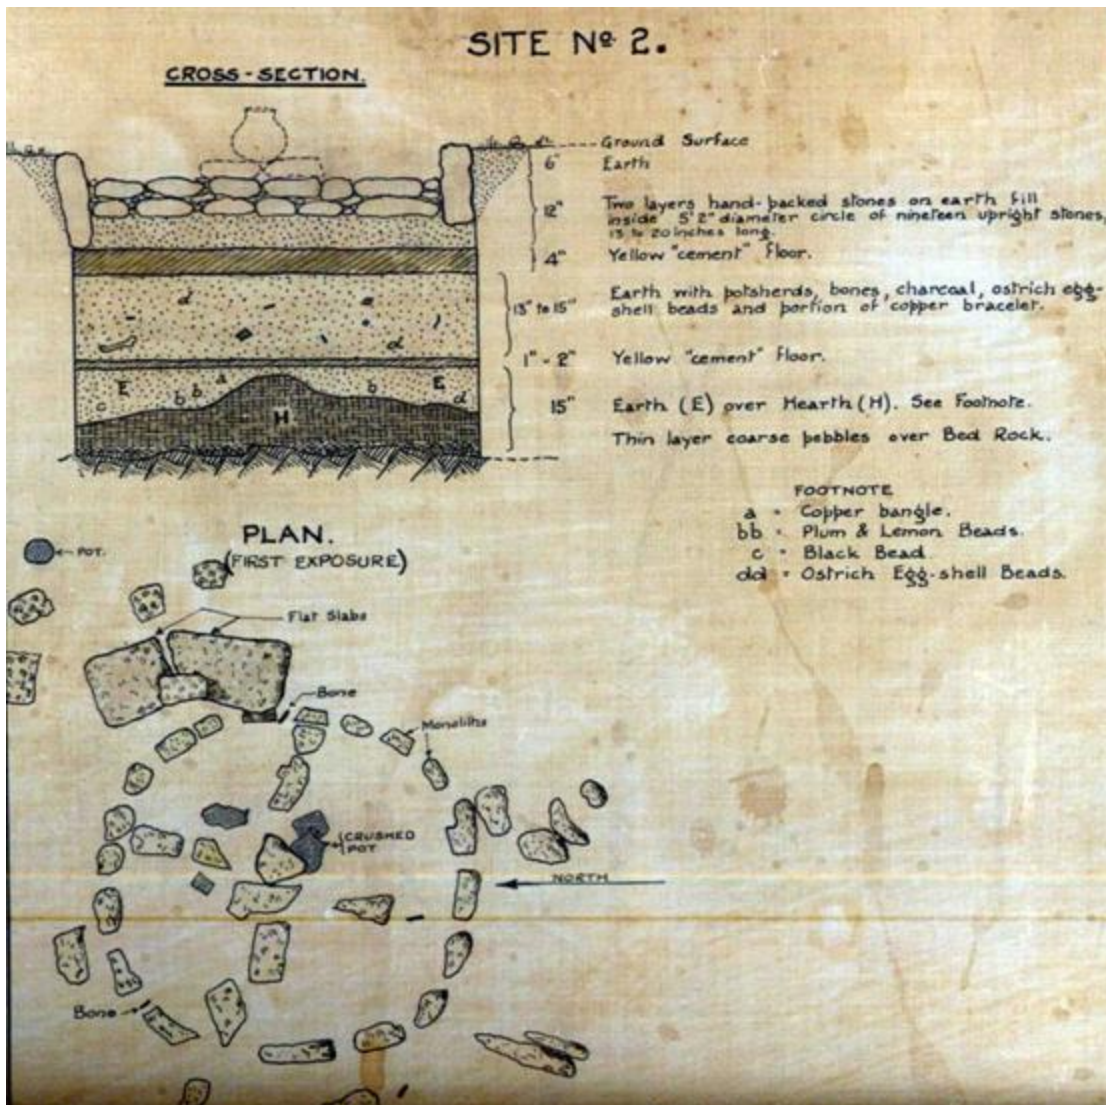 SITE Nº 2.
CROSS-SECTION.
Ground Surface
6" Earth
12" Two layers hand-packed stones on earth fill
inside 5'2" diameter circle of nineteen upright stones,
13 to 20 inches long.
4" Yellow "cement" Floor.
13" to 15" Earth with potsherds, bones, charcoal, ostrich egg-
shell beads and portion of copper bracelet.
1" - 2" Yellow "cement" Floor.
15" Earth (E) over Hearth (H). See Footnote.
Thin layer coarse pebbles over Bed Rock.
d
d
E
a
b
b
b
E
c
d
H
FOOTNOTE
a = Copper bangle.
bb = Plum & Lemon Beads.
c = Black Bead.
dd = Ostrich Egg-shell Beads.
PLAN.
(FIRST EXPOSURE)
POT.
Flat Slabs
Bone
Monoliths
CRUSHED
POT
NORTH
Bone